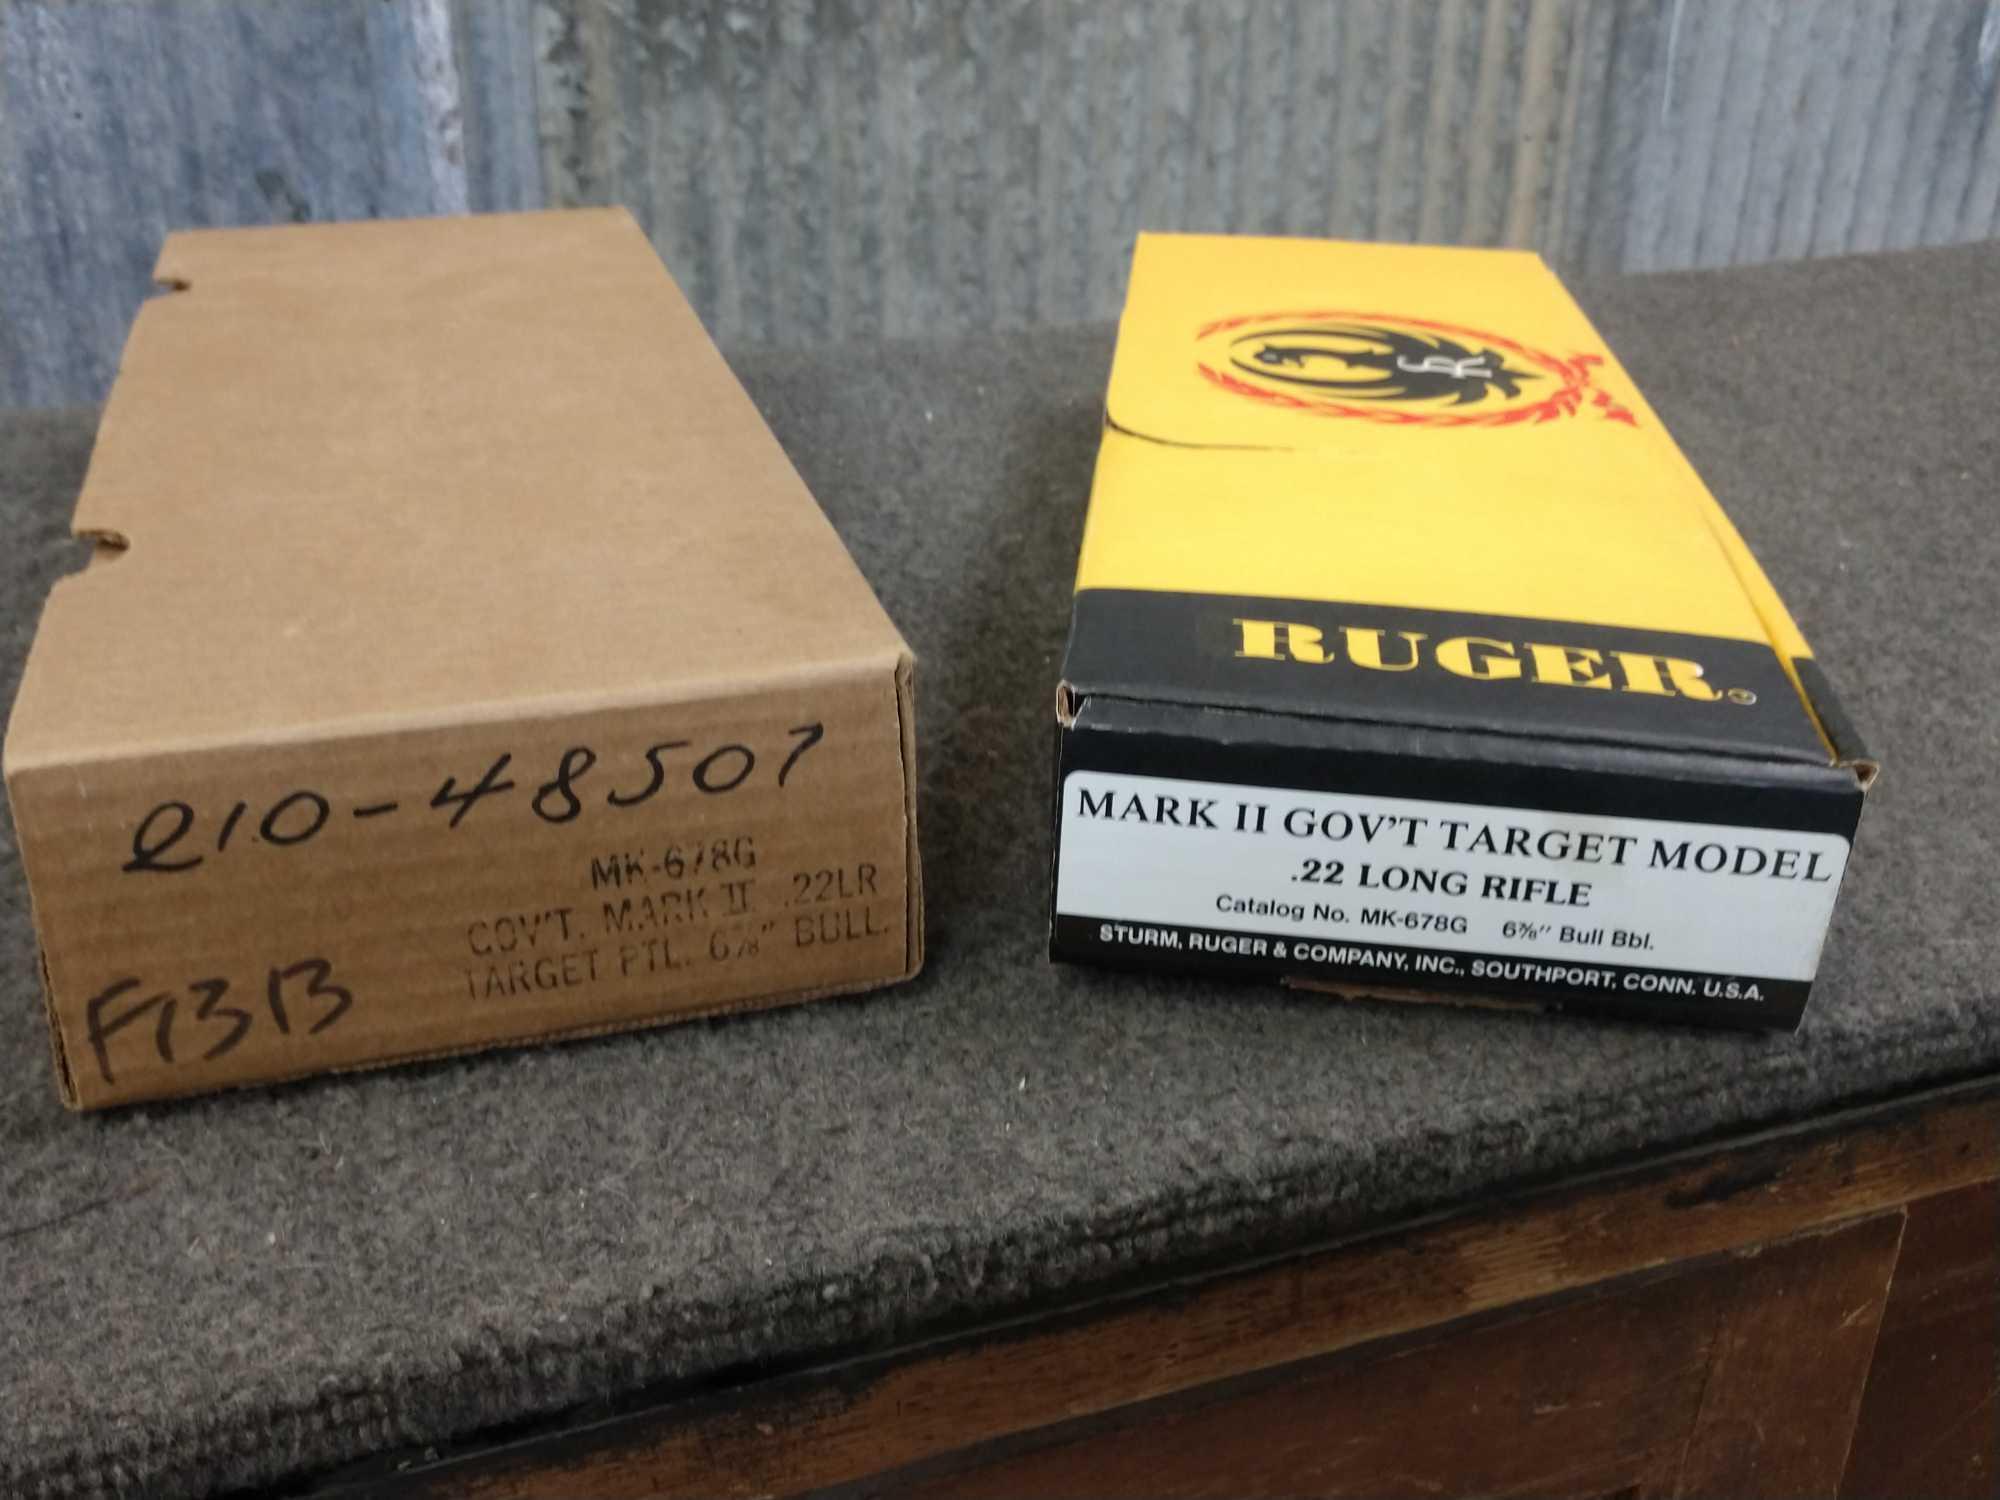 210-48507
MK-678G
GOV'T. MARK II .22LR
TARGET PTL. 6⅞" BULL.
F13B
RUGER®
MARK II GOV'T TARGET MODEL
.22 LONG RIFLE
Catalog No. MK-678G 6⅞" Bull Bbl.
STURM, RUGER & COMPANY, INC., SOUTHPORT, CONN. U.S.A.